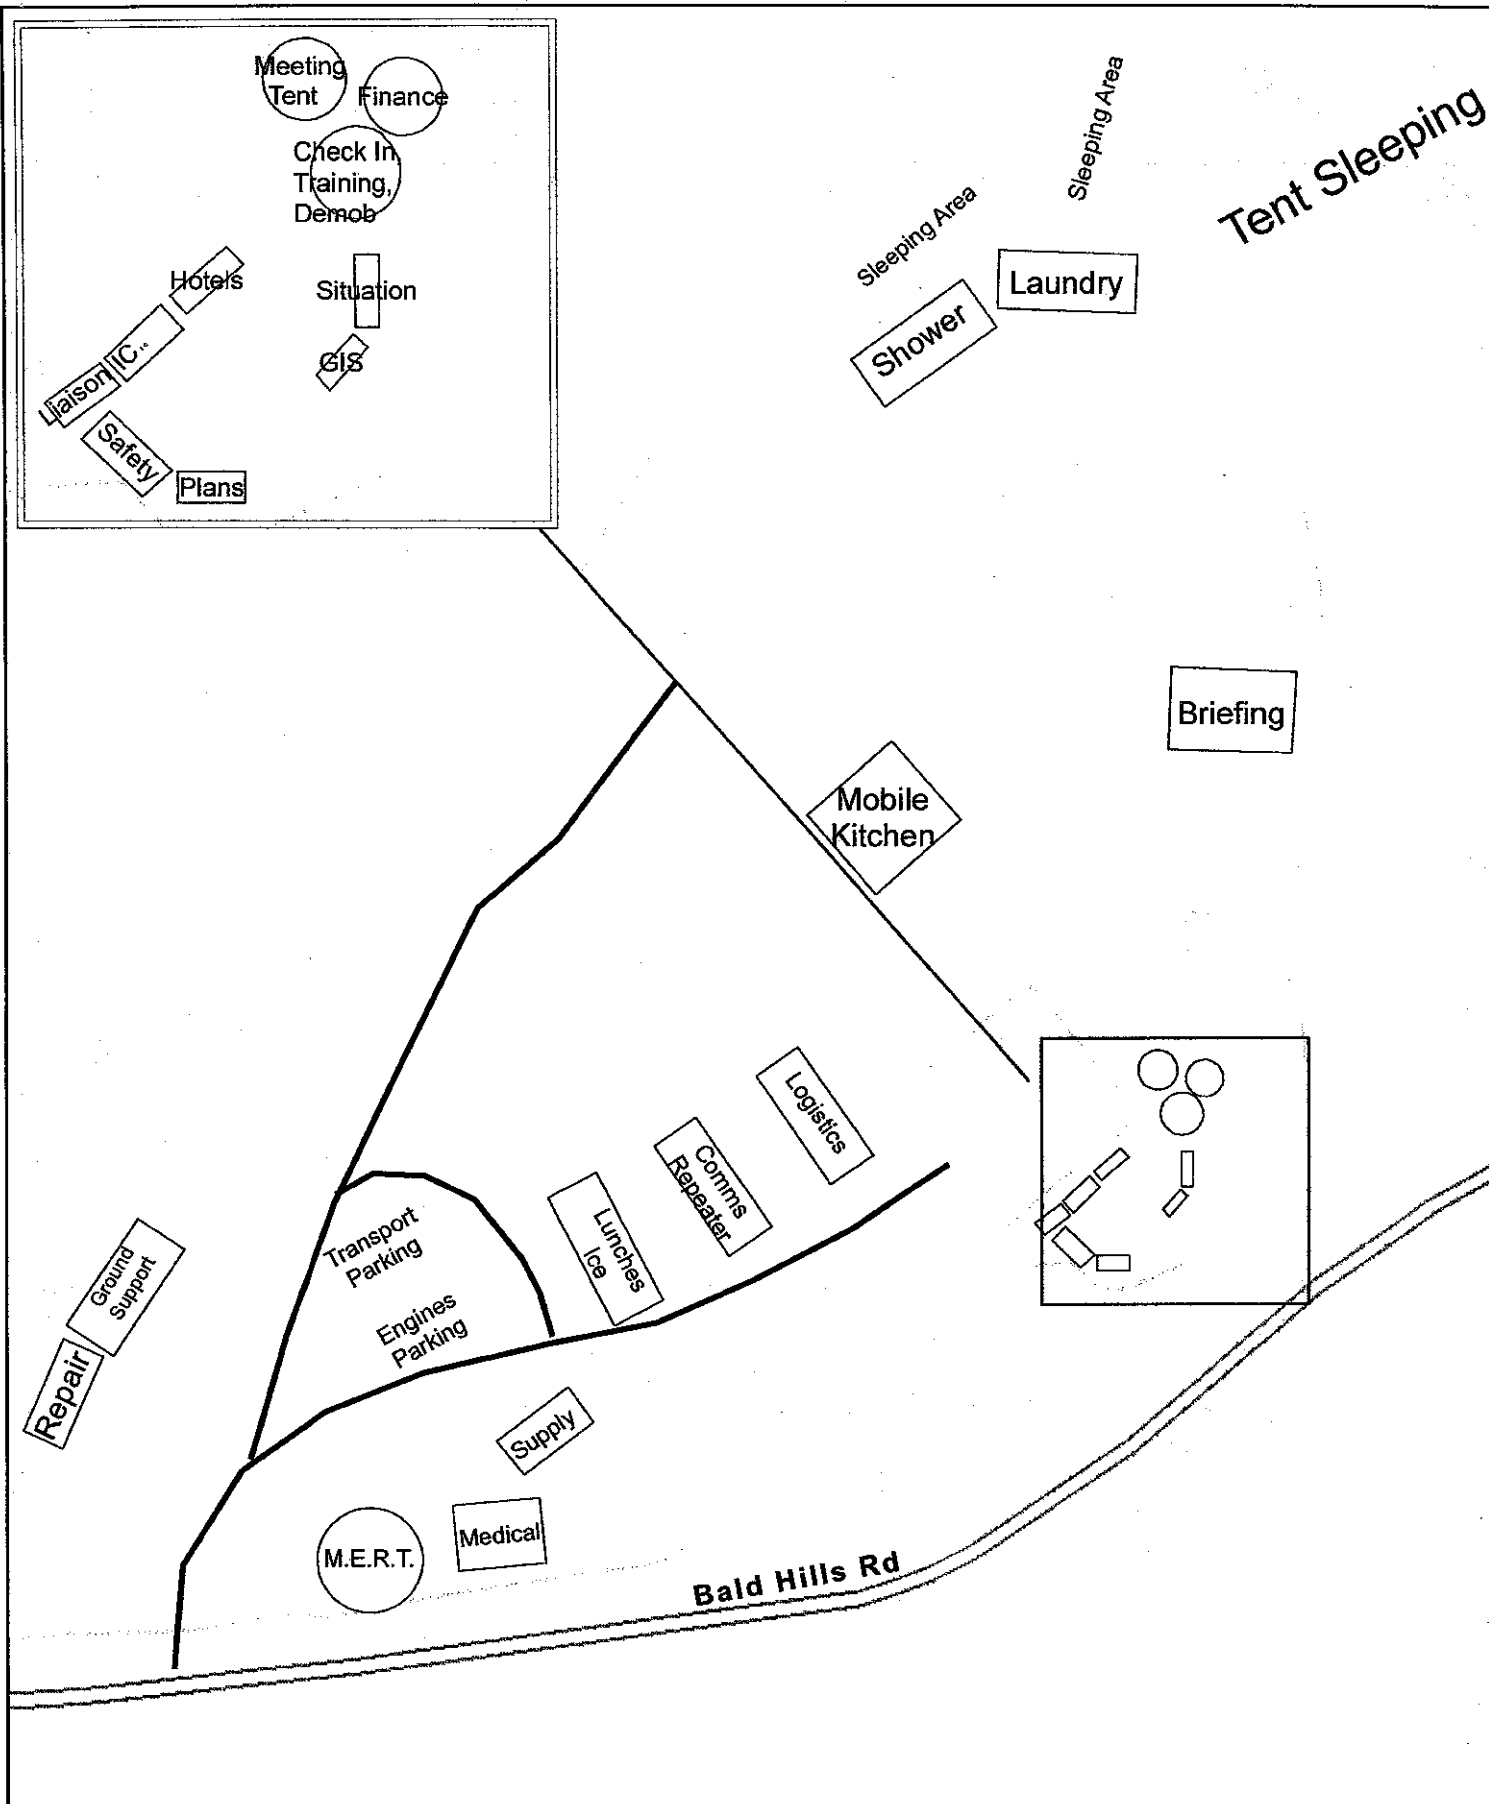 Meeting
Tent
Finance
Check In,
Training,
Demob
Hotels
Situation
IC..
GIS
Liaison
Safety
Plans
Sleeping Area
Sleeping Area
Tent Sleeping
Laundry
Shower
Briefing
Mobile
Kitchen
Logistics
Comms
Repeater
Lunches
Ice
Transport
Parking
Engines
Parking
Ground
Support
Repair
Supply
M.E.R.T.
Medical
Bald Hills Rd